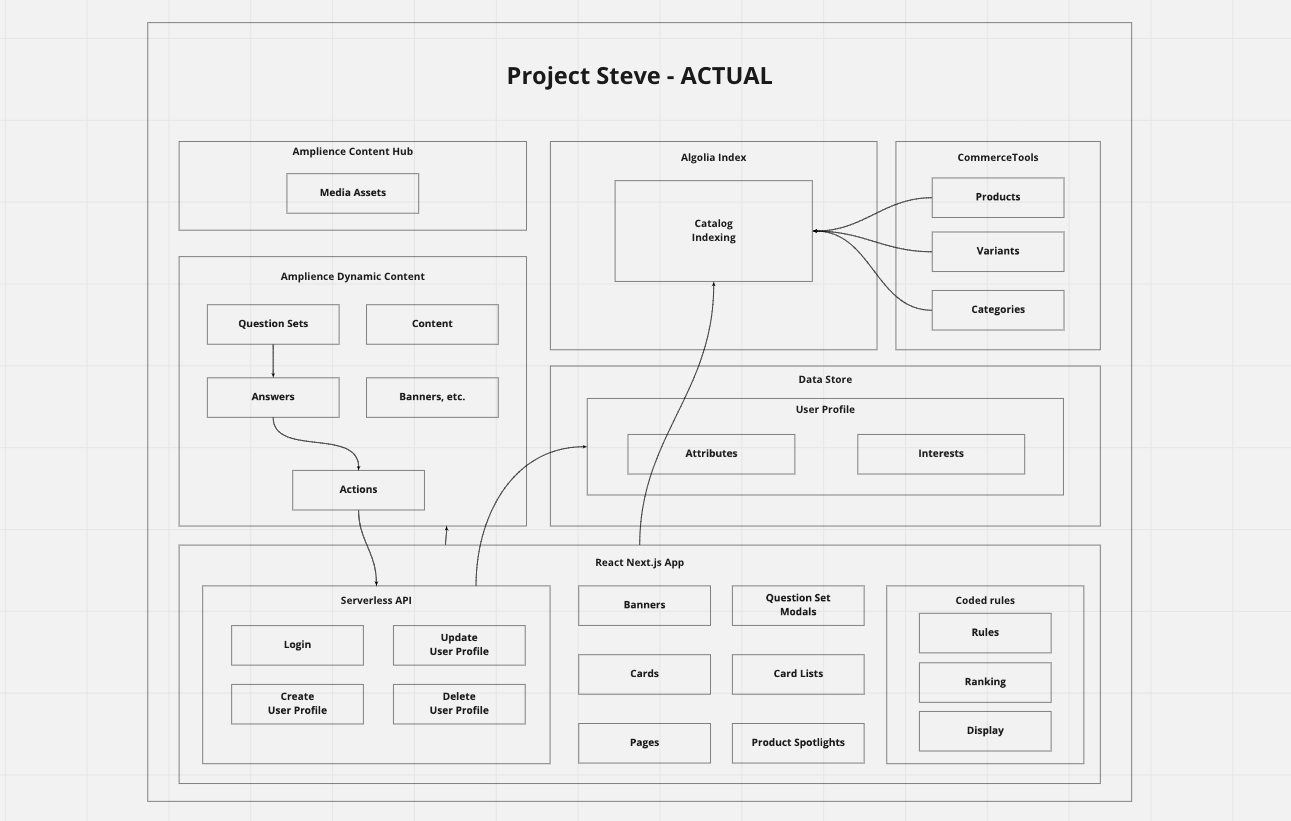 Project Steve - ACTUAL
Amplience Content Hub
Media Assets
Algolia Index
Catalog
Indexing
CommerceTools
Products
Variants
Categories
Amplience Dynamic Content
Question Sets
Content
Answers
Banners, etc.
Actions
Data Store
User Profile
Attributes
Interests
React Next.js App
Serverless API
Login
Update
User Profile
Create
User Profile
Delete
User Profile
Banners
Question Set
Modals
Cards
Card Lists
Pages
Product Spotlights
Coded rules
Rules
Ranking
Display